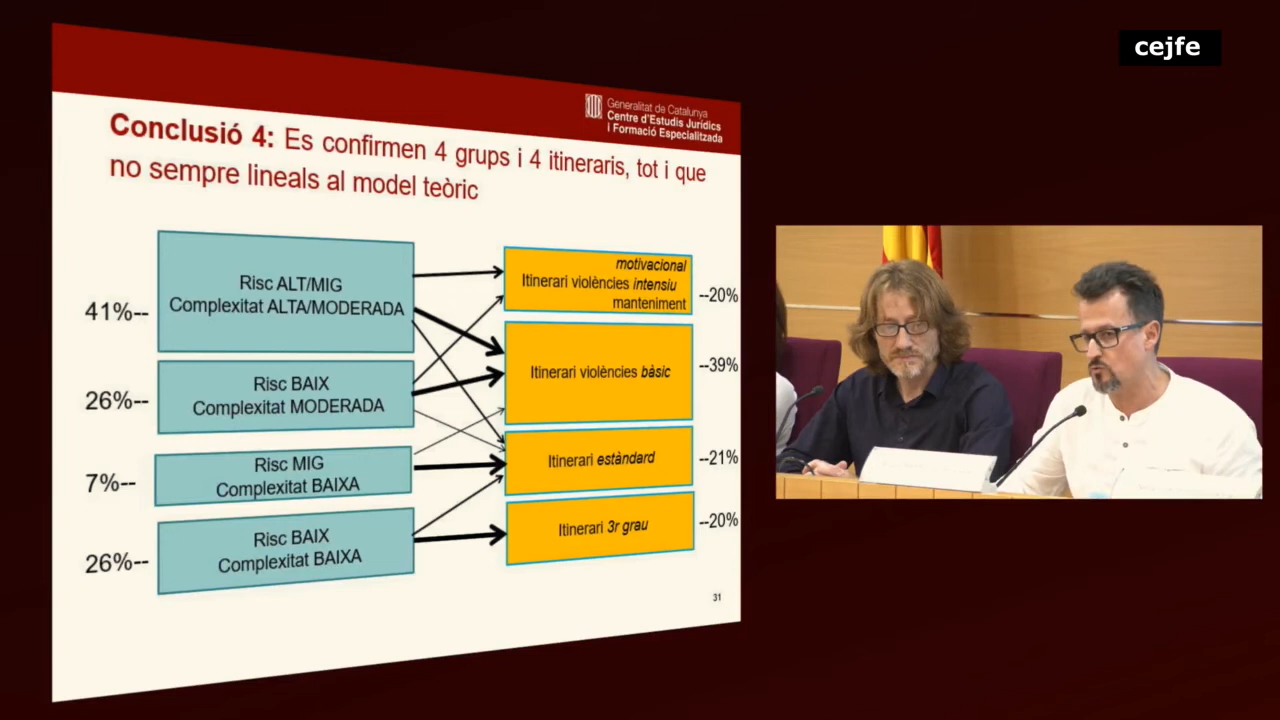 cejfe
Generalitat de Catalunya
Centre d'Estudis Jurídics
i Formació Especialitzada
Conclusió 4: Es confirmen 4 grups i 4 itineraris, tot i que
no sempre lineals al model teòric
41%--
Risc ALT/MIG
Complexitat ALTA/MODERADA
26%--
Risc BAIX
Complexitat MODERADA
7%--
Risc MIG
Complexitat BAIXA
26%--
Risc BAIX
Complexitat BAIXA
motivacional
Itinerari violències intensiu
manteniment
--20%
Itinerari violències bàsic
--39%
Itinerari estàndard
--21%
Itinerari 3r grau
--20%
31